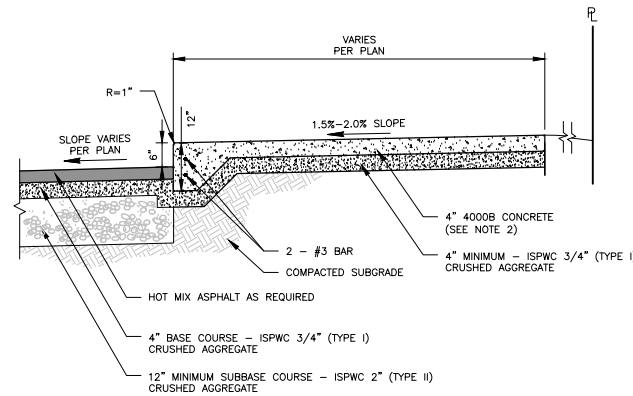 PL
VARIES
PER PLAN
R=1"
12"
1.5%-2.0% SLOPE
SLOPE VARIES
PER PLAN
6"
4" 4000B CONCRETE
(SEE NOTE 2)
2 - #3 BAR
4" MINIMUM - ISPWC 3/4" (TYPE I
CRUSHED AGGREGATE
COMPACTED SUBGRADE
HOT MIX ASPHALT AS REQUIRED
4" BASE COURSE - ISPWC 3/4" (TYPE I)
CRUSHED AGGREGATE
12" MINIMUM SUBBASE COURSE - ISPWC 2" (TYPE II)
CRUSHED AGGREGATE